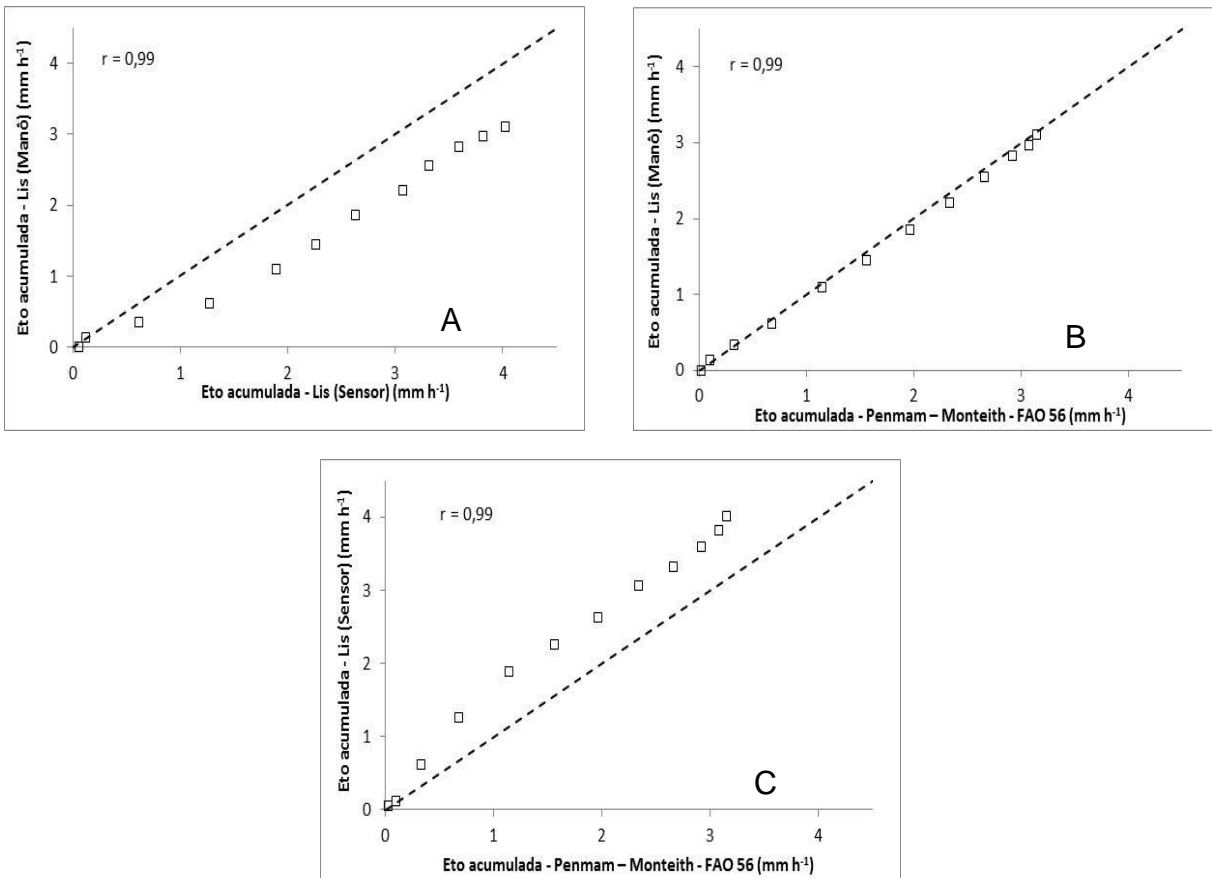 Eto acumulada - Lis (Manô) (mm h⁻¹)
4
3
2
1
0
r = 0,99
A
0 1 2 3 4
Eto acumulada - Lis (Sensor) (mm h⁻¹)
Eto acumulada - Lis (Manô) (mm h⁻¹)
4
3
2
1
0
r = 0,99
B
0 1 2 3 4
Eto acumulada - Penmam – Monteith - FAO 56 (mm h⁻¹)
Eto acumulada - Lis (Sensor) (mm h⁻¹)
4
3
2
1
0
r = 0,99
C
0 1 2 3 4
Eto acumulada - Penmam – Monteith - FAO 56 (mm h⁻¹)